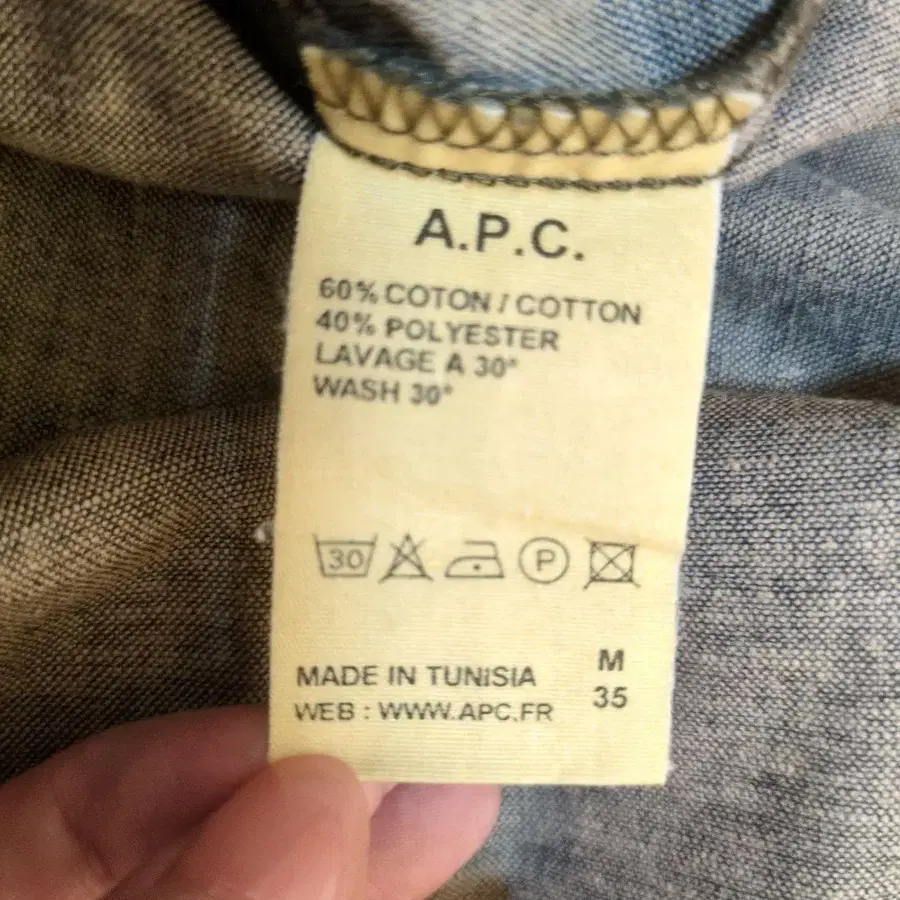 A.P.C.
60% COTON / COTTON
40% POLYESTER
LAVAGE A 30°
WASH 30°
30 P
MADE IN TUNISIA
WEB : WWW.APC.FR
M
35